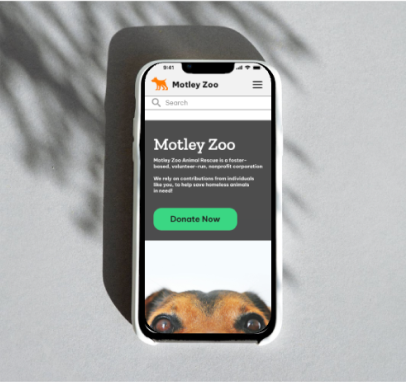 9:41
Motley Zoo
Search
Motley Zoo
Motley Zoo Animal Rescue is a foster-
based, volunteer-run, nonprofit corporation
We rely on contributions from individuals
like you, to help save homeless animals
in need!
Donate Now